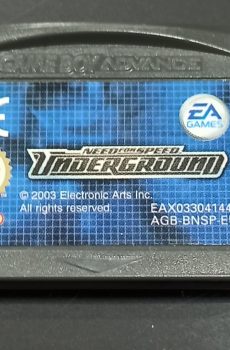 GAME BOY ADVANCE
EA
GAMES
NEED FOR SPEED
UNDERGROUND
© 2003 Electronic Arts Inc.
All rights reserved.
EAX03304144
AGB-BNSP-E